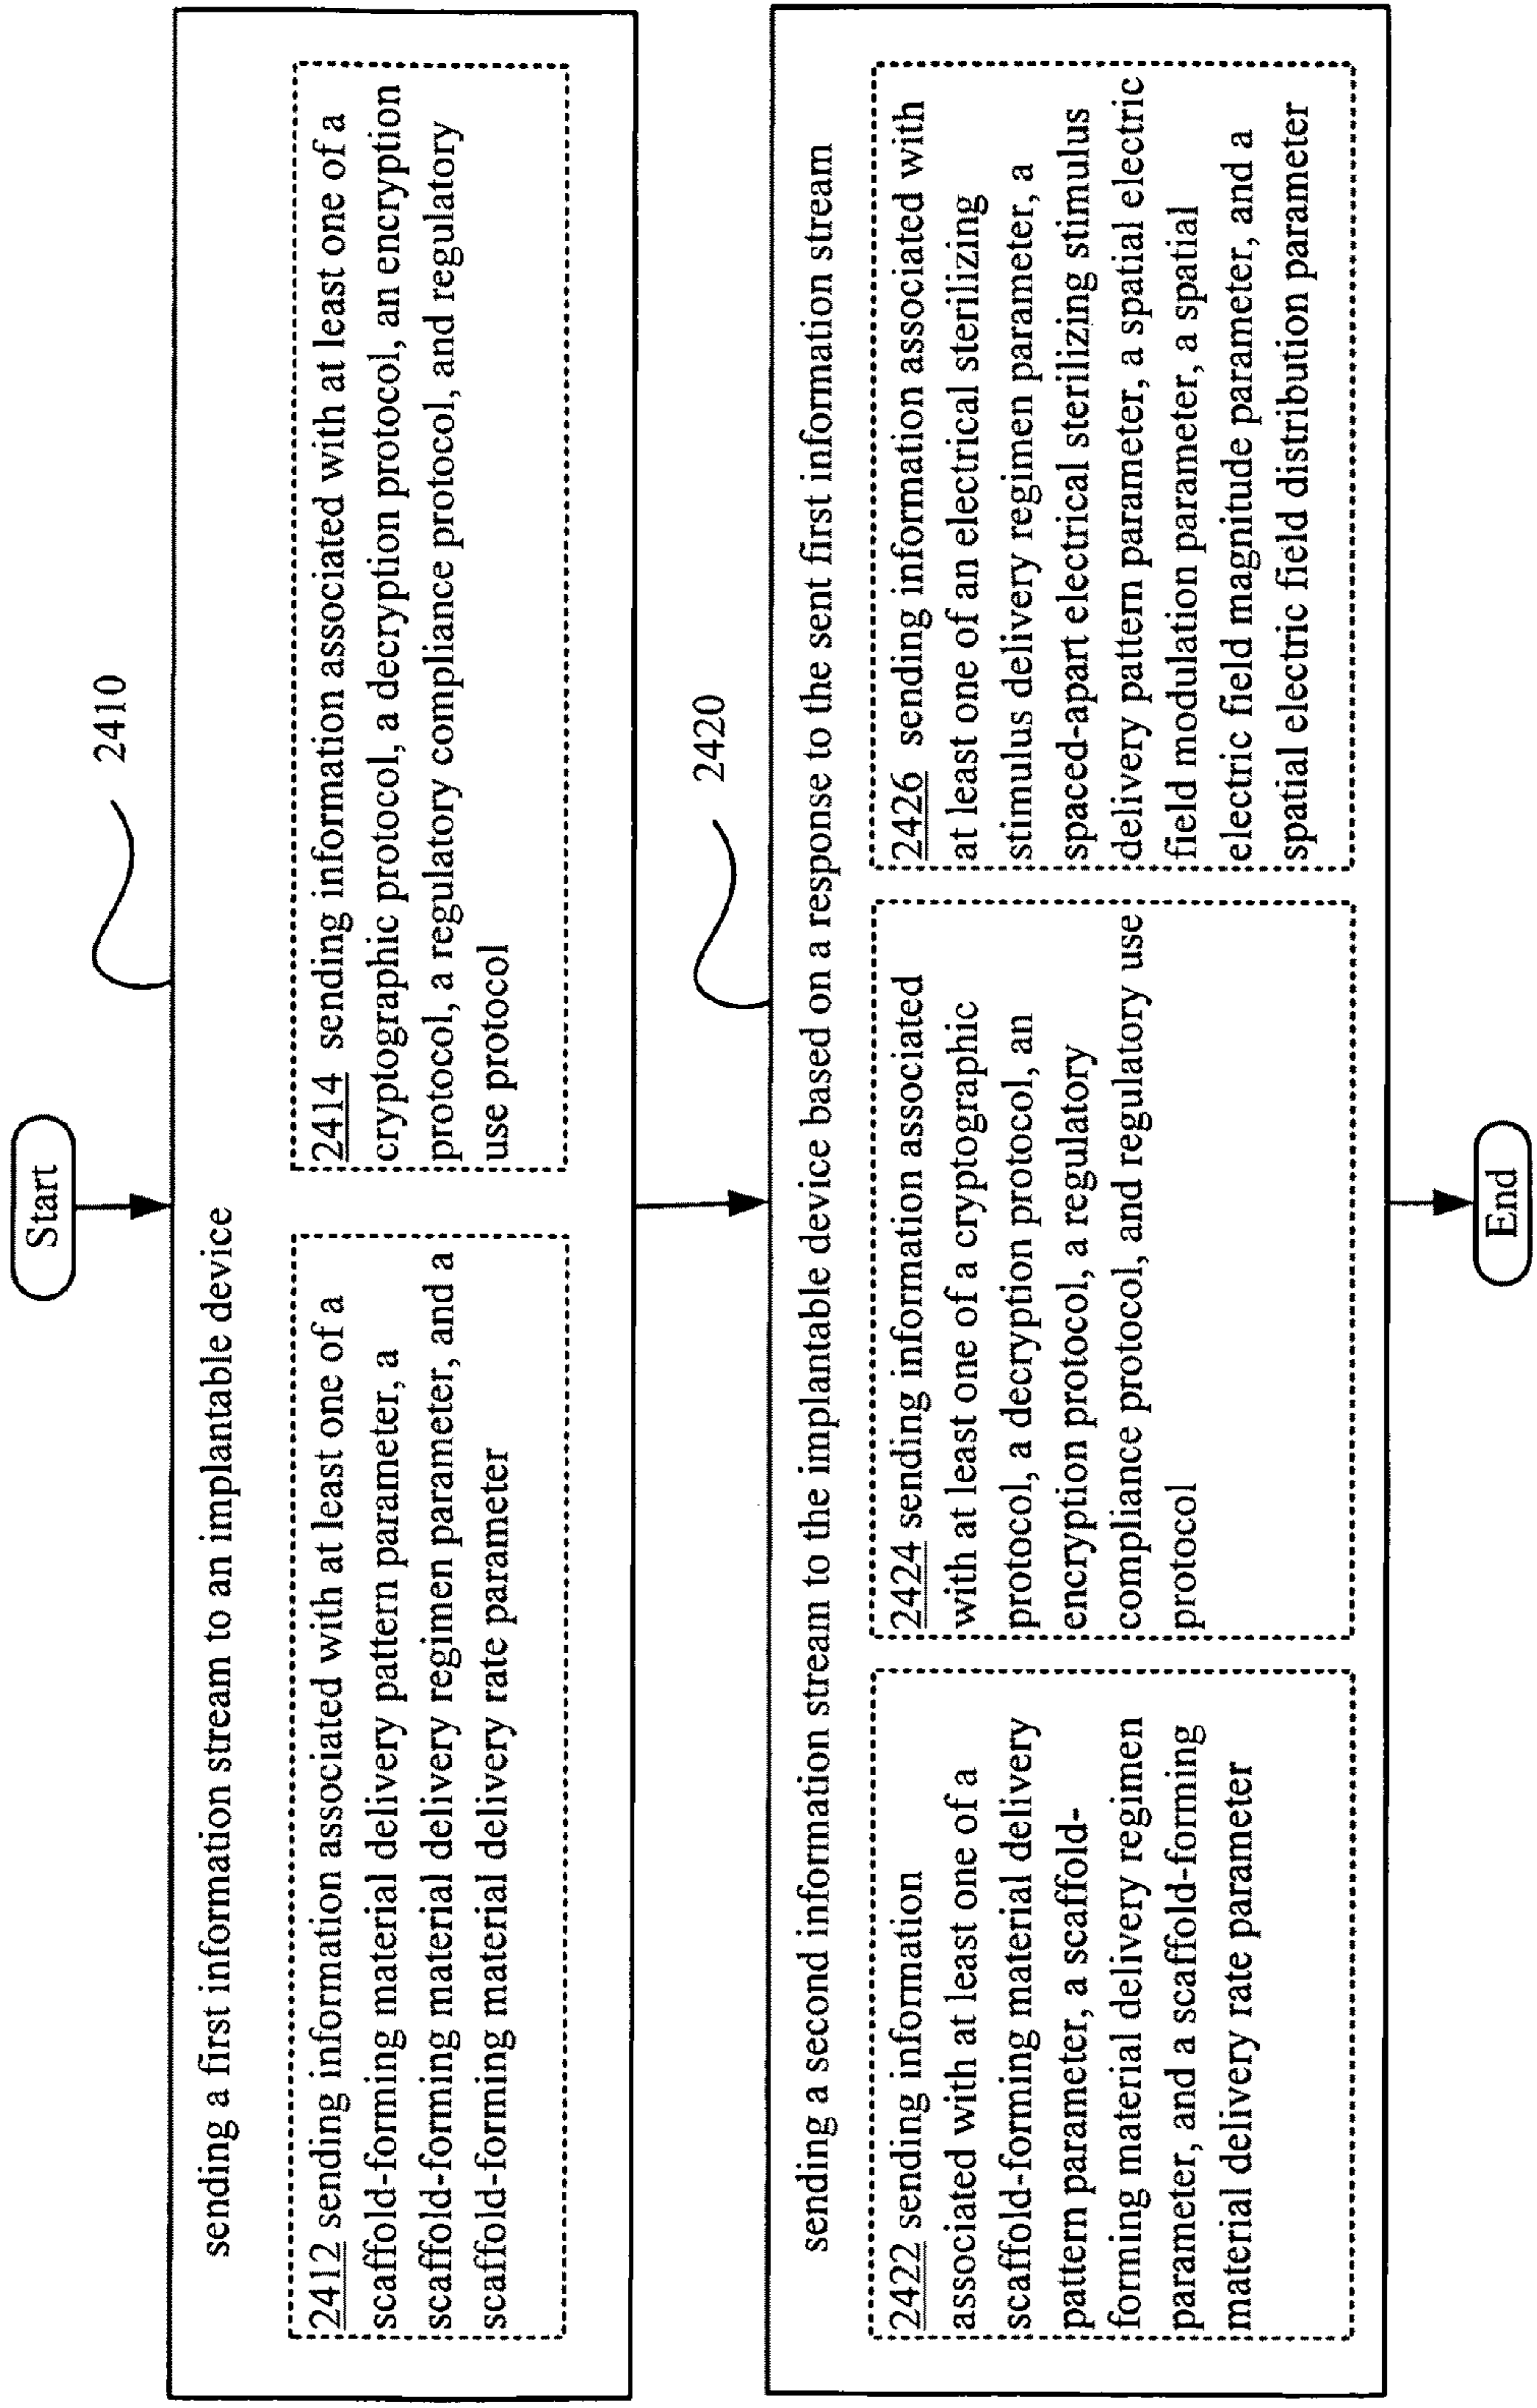 Start
2410
sending a first information stream to an implantable device
2412 sending information associated with at least one of a
scaffold-forming material delivery pattern parameter, a
scaffold-forming material delivery regimen parameter, and a
scaffold-forming material delivery rate parameter
2414 sending information associated with at least one of a
cryptographic protocol, a decryption protocol, an encryption
protocol, a regulatory compliance protocol, and regulatory
use protocol
2420
sending a second information stream to the implantable device based on a response to the sent first information stream
2422 sending information
associated with at least one of a
scaffold-forming material delivery
pattern parameter, a scaffold-
forming material delivery regimen
parameter, and a scaffold-forming
material delivery rate parameter
2424 sending information associated
with at least one of a cryptographic
protocol, a decryption protocol, an
encryption protocol, a regulatory
compliance protocol, and regulatory use
protocol
2426 sending information associated with
at least one of an electrical sterilizing
stimulus delivery regimen parameter, a
spaced-apart electrical sterilizing stimulus
delivery pattern parameter, a spatial electric
field modulation parameter, a spatial
electric field magnitude parameter, and a
spatial electric field distribution parameter
End